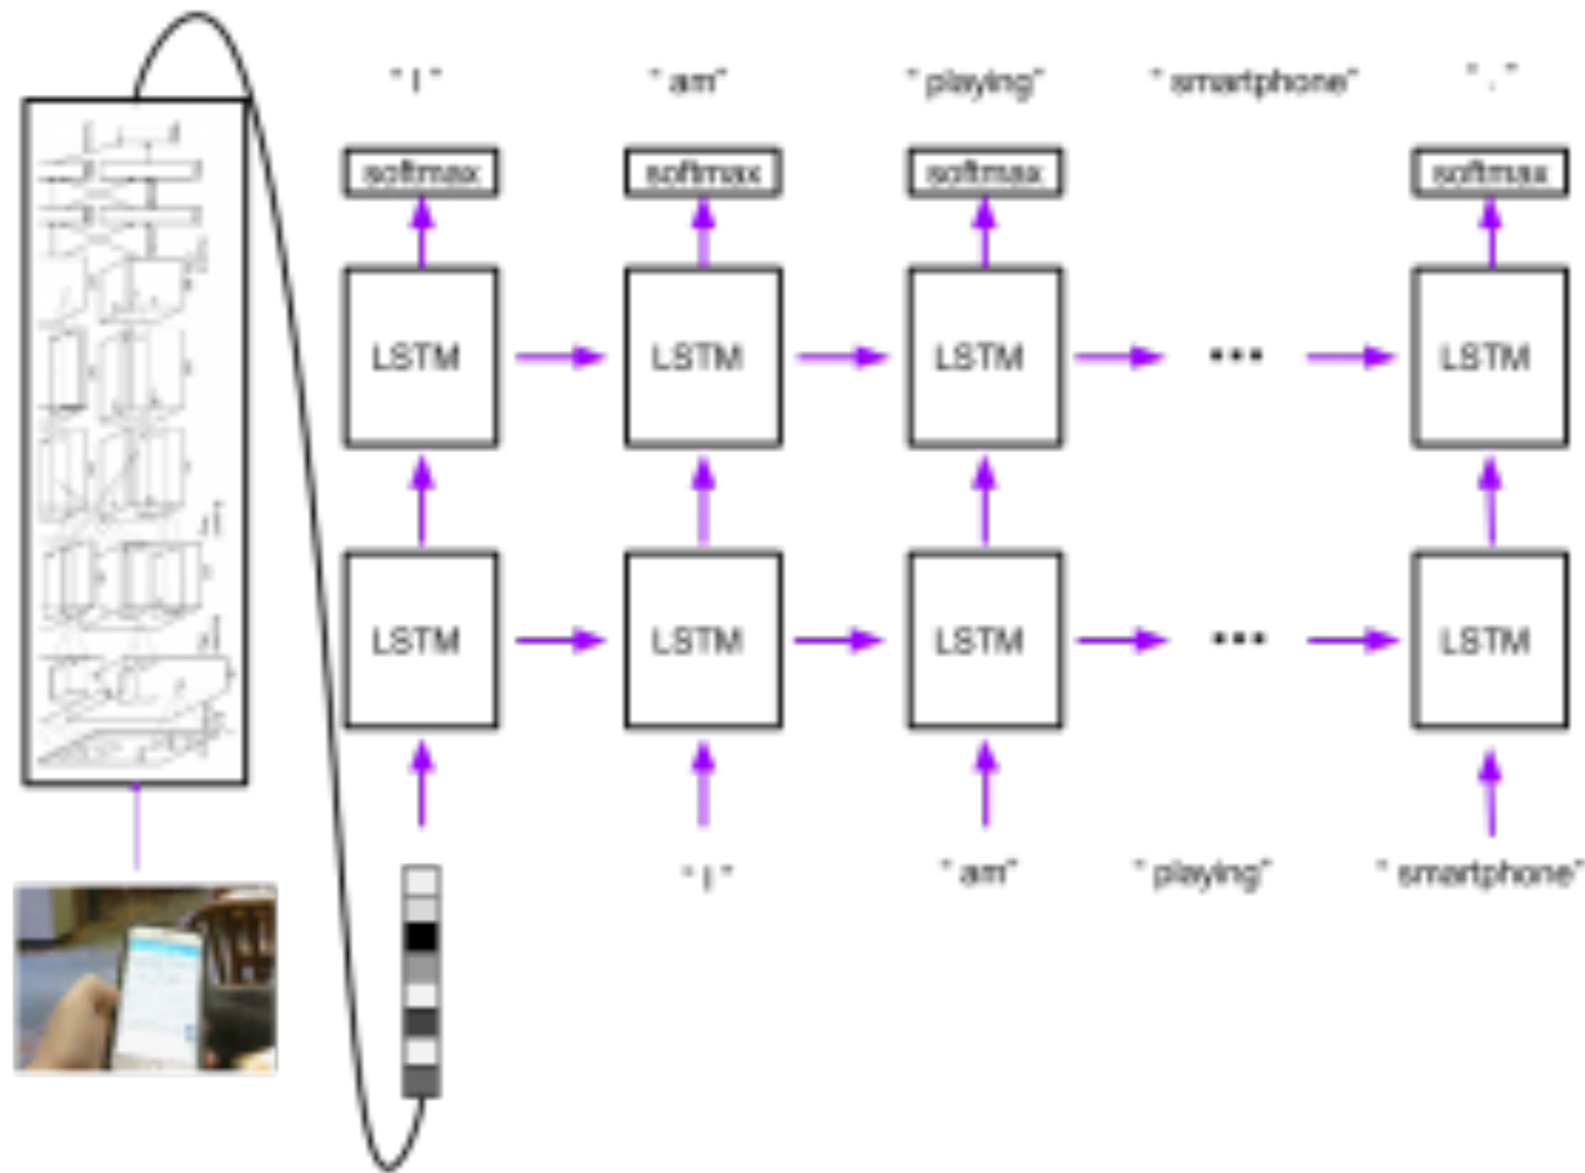 " I " " am" " playing" " smartphone" " . "
softmax softmax softmax softmax
LSTM LSTM LSTM ••• LSTM
LSTM LSTM LSTM ••• LSTM
" I " " am" " playing" " smartphone"